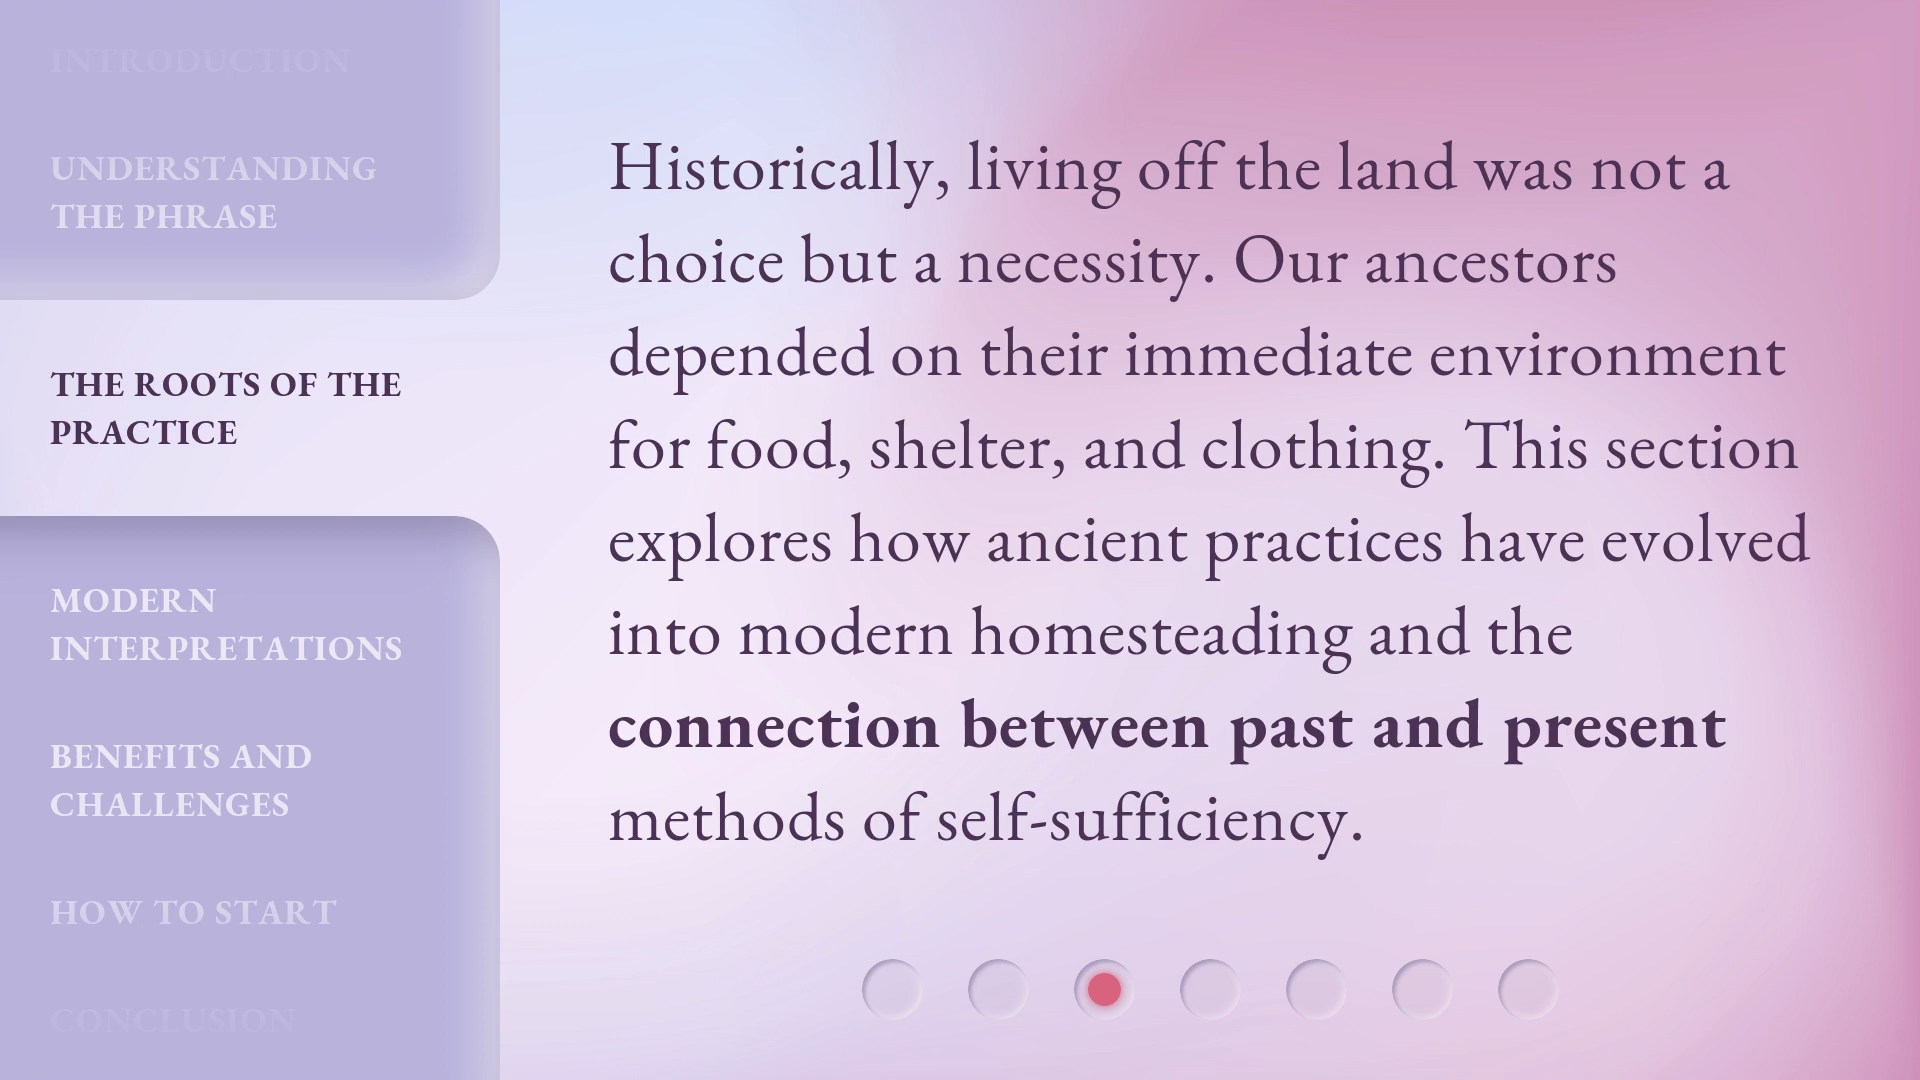 INTRODUCTION
UNDERSTANDING
THE PHRASE
THE ROOTS OF THE
PRACTICE
MODERN
INTERPRETATIONS
BENEFITS AND
CHALLENGES
HOW TO START
CONCLUSION
Historically, living off the land was not a
choice but a necessity. Our ancestors
depended on their immediate environment
for food, shelter, and clothing. This section
explores how ancient practices have evolved
into modern homesteading and the
connection between past and present
methods of self-sufficiency.